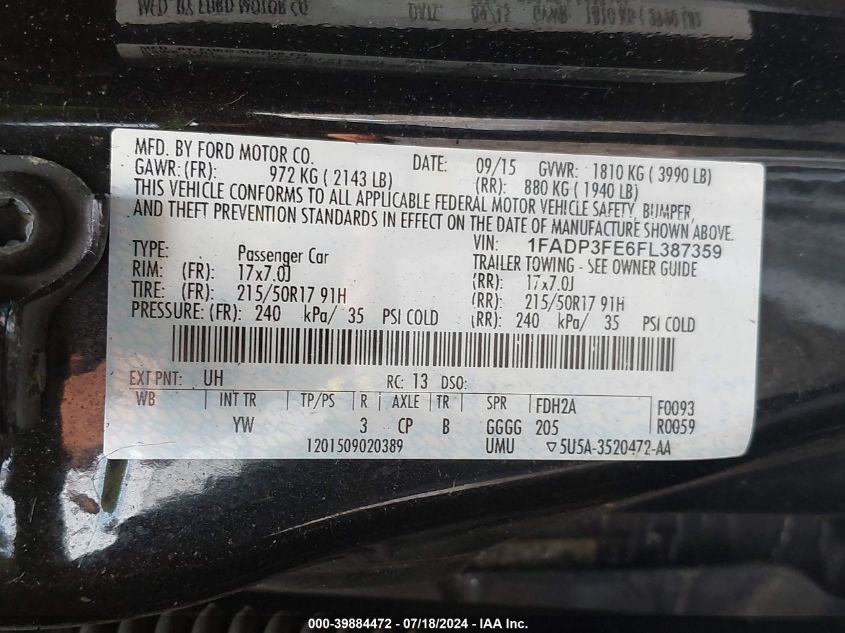 MFD. BY FORD MOTOR CO. DATE: 09/15 GVWR: 1810 KG ( 3990 LB)
GAWR: (FR): 972 KG ( 2143 LB) (RR): 880 KG ( 1940 LB)
THIS VEHICLE CONFORMS TO ALL APPLICABLE FEDERAL MOTOR VEHICLE SAFETY, BUMPER,
AND THEFT PREVENTION STANDARDS IN EFFECT ON THE DATE OF MANUFACTURE SHOWN ABOVE.
VIN: 1FADP3FE6FL387359
TYPE: Passenger Car TRAILER TOWING - SEE OWNER GUIDE
RIM: (FR): 17x7.0J (RR): 17x7.0J
TIRE: (FR): 215/50R17 91H (RR): 215/50R17 91H
PRESSURE: (FR): 240 kPa/ 35 PSI COLD (RR): 240 kPa/ 35 PSI COLD
EXT PNT: UH RC: 13 DSO:
WB INT TR TP/PS R AXLE TR SPR FDH2A F0093
YW 3 CP B GGGG 205 R0059
1201509020389 UMU ▽5U5A-3520472-AA
000-39884472 - 07/18/2024 - IAA Inc.